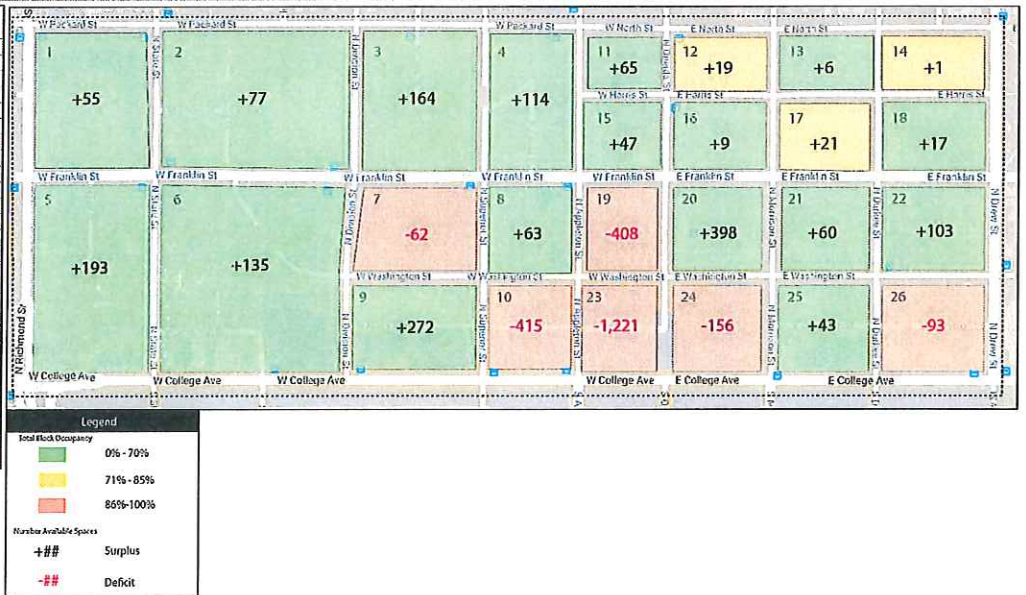 W Packard St W Packard St W Packard St W North St E North St E North St
1 2 3 4 11 12 13 14
+55 +77 +164 +114 +65 +19 +6 +1
N State St N Division St
W Harris St E Harris St E Harris St
15 16 17 18
+47 +9 +21 +17
W Franklin St W Franklin St W Franklin St W Franklin St W Franklin St E Franklin St E Franklin St E Franklin St
5 6 7 8 19 20 21 22
+193 +135 -62 +63 -408 +398 +60 +103
N State St N Division St N Superior St N Appleton St N Morrison St N Drew St
W Washington St W Washington St W Washington St E Washington St E Washington St
9 10 23 24 25 26
+272 -415 -1,221 -156 +43 -93
N Richmond St N State St N Division St N Superior St N Appleton St N Morrison St N Drew St
W College Ave W College Ave W College Ave W College Ave E College Ave E College Ave
Legend
Total Block Occupancy
0% - 70%
71% - 85%
86%-100%
Number Available Spaces
+## Surplus
-## Deficit